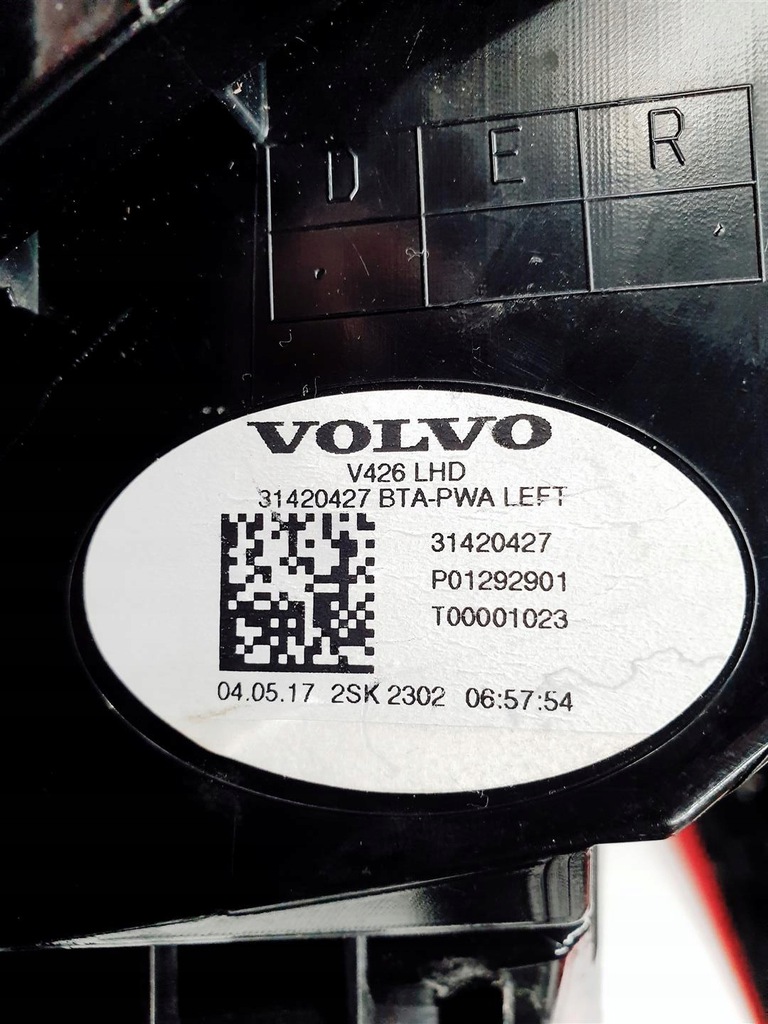 D E R
VOLVO
V426 LHD
31420427 BTA-PWA LEFT
31420427
P01292901
T00001023
04.05.17 2SK 2302 06:57:54